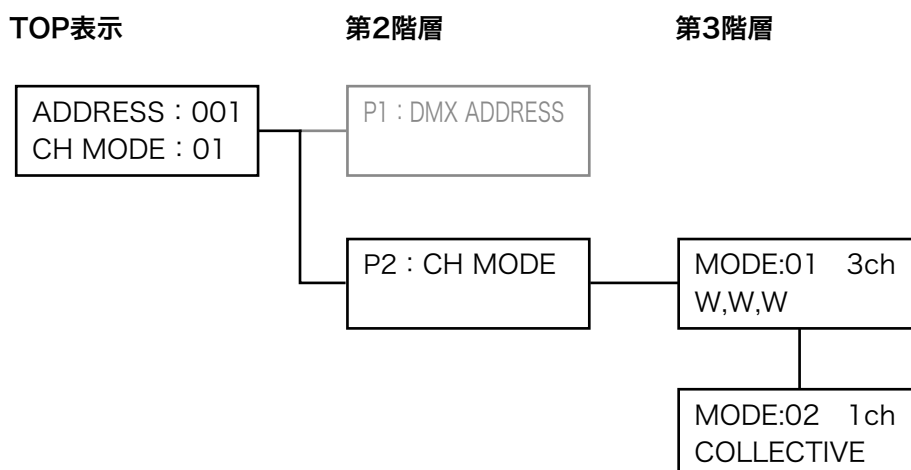 TOP表示
第2階層
第3階層
ADDRESS：001
CH MODE：01
P1：DMX ADDRESS
P2：CH MODE
MODE:01　3ch
W,W,W
MODE:02　1ch
COLLECTIVE